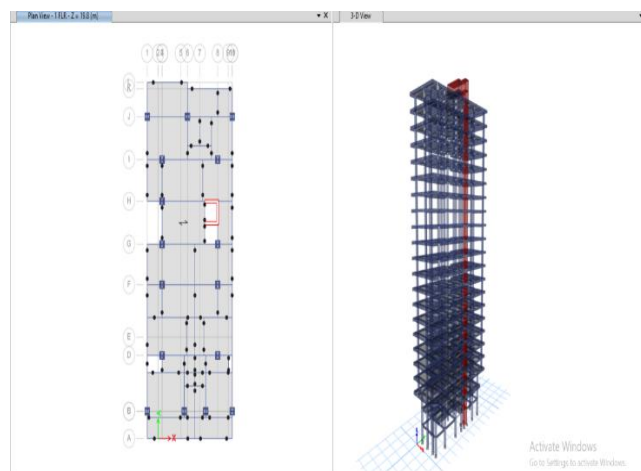 Plan View - 1 FLR - Z = 19.8 (m)
3-D View
1
5
6
7
8
J
I
H
G
F
E
D
B
A
X
Activate Windows
Go to Settings to activate Windows.